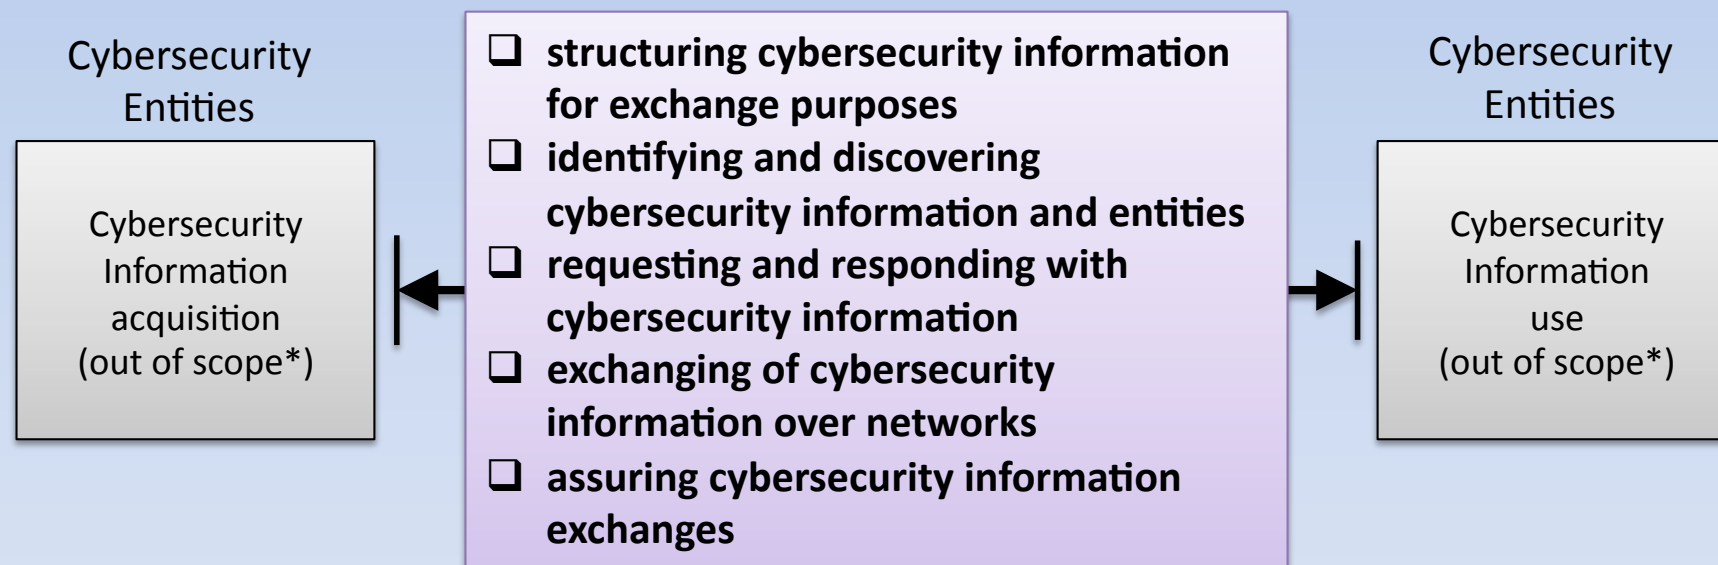 Cybersecurity
Entities
Cybersecurity
Information
acquisition
(out of scope*)
❑ structuring cybersecurity information
for exchange purposes
❑ identifying and discovering
cybersecurity information and entities
❑ requesting and responding with
cybersecurity information
❑ exchanging of cybersecurity
information over networks
❑ assuring cybersecurity information
exchanges
Cybersecurity
Entities
Cybersecurity
Information
use
(out of scope*)